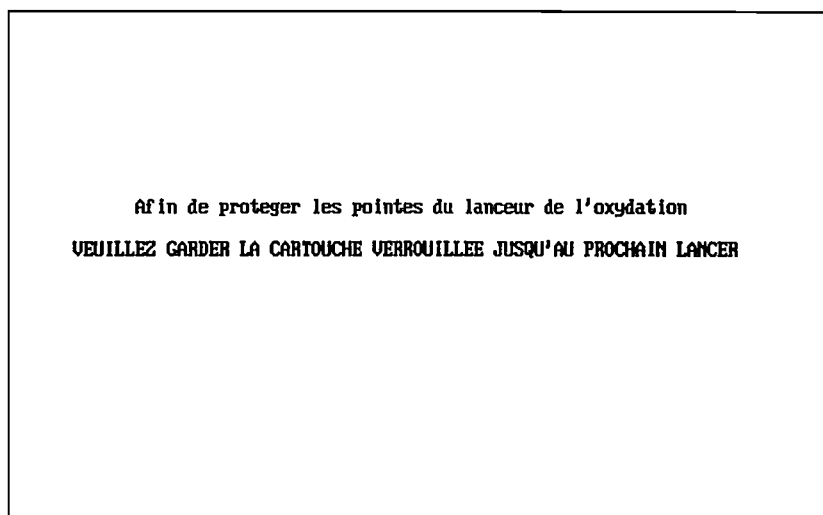 Afin de proteger les pointes du lanceur de l'oxydation
VEUILLEZ GARDER LA CARTOUCHE VERROUILLEE JUSQU'AU PROCHAIN LANCER